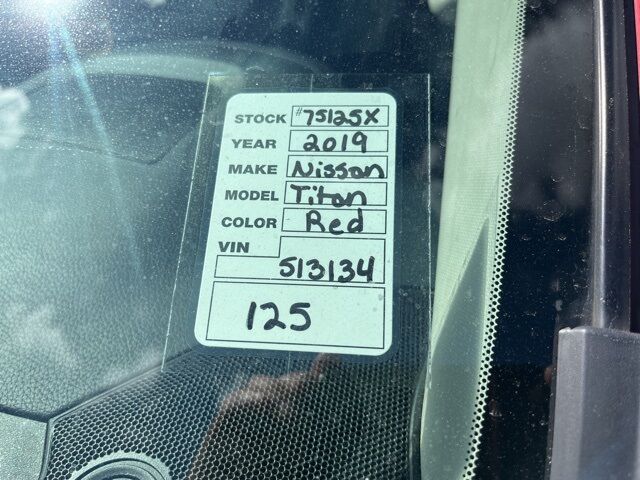 STOCK #75125X
YEAR 2019
MAKE Nissan
MODEL Titan
COLOR Red
VIN
513134
125